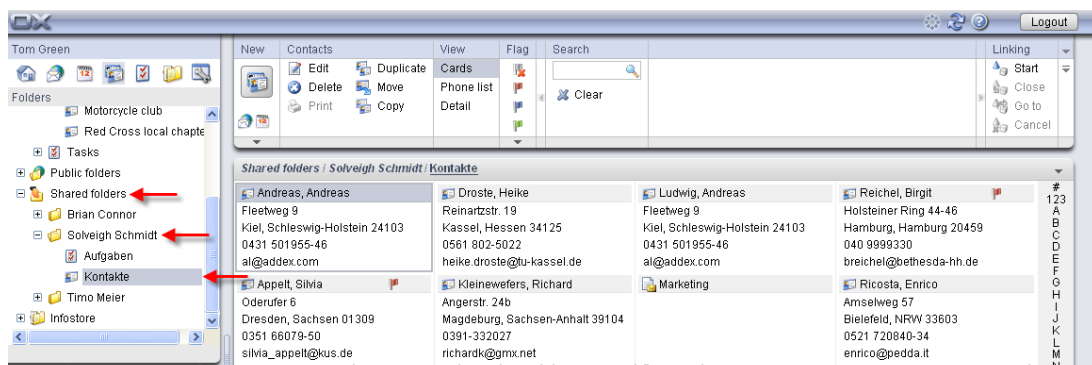 OX
Logout
Tom Green
Folders
Motorcycle club
Red Cross local chapte
Tasks
Public folders
Shared folders
Brian Connor
Solveigh Schmidt
Aufgaben
Kontakte
Timo Meier
Infostore
New
Contacts
View
Flag
Search
Linking
Edit
Duplicate
Cards
Start
Delete
Move
Phone list
Clear
Close
Print
Copy
Detail
Go to
Cancel
Shared folders / Solveigh Schmidt / Kontakte
Andreas, Andreas
Fleetweg 9
Kiel, Schleswig-Holstein 24103
0431 501955-46
al@addex.com
Droste, Heike
Reinartzstr. 19
Kassel, Hessen 34125
0561 802-5022
heike.droste@tu-kassel.de
Ludwig, Andreas
Fleetweg 9
Kiel, Schleswig-Holstein 24103
0431 501955-46
al@addex.com
Reichel, Birgit
Holsteiner Ring 44-46
Hamburg, Hamburg 20459
040 9999330
breichel@bethesda-hh.de
Appelt, Silvia
Oderufer 6
Dresden, Sachsen 01309
0351 66079-50
silvia_appelt@kus.de
Kleinewefers, Richard
Angerstr. 24b
Magdeburg, Sachsen-Anhalt 39104
0391-332027
richardk@gmx.net
Marketing
Ricosta, Enrico
Amselweg 57
Bielefeld, NRW 33603
0521 720840-34
enrico@pedda.it
#
123
A
B
C
D
E
F
G
H
I
J
K
L
M